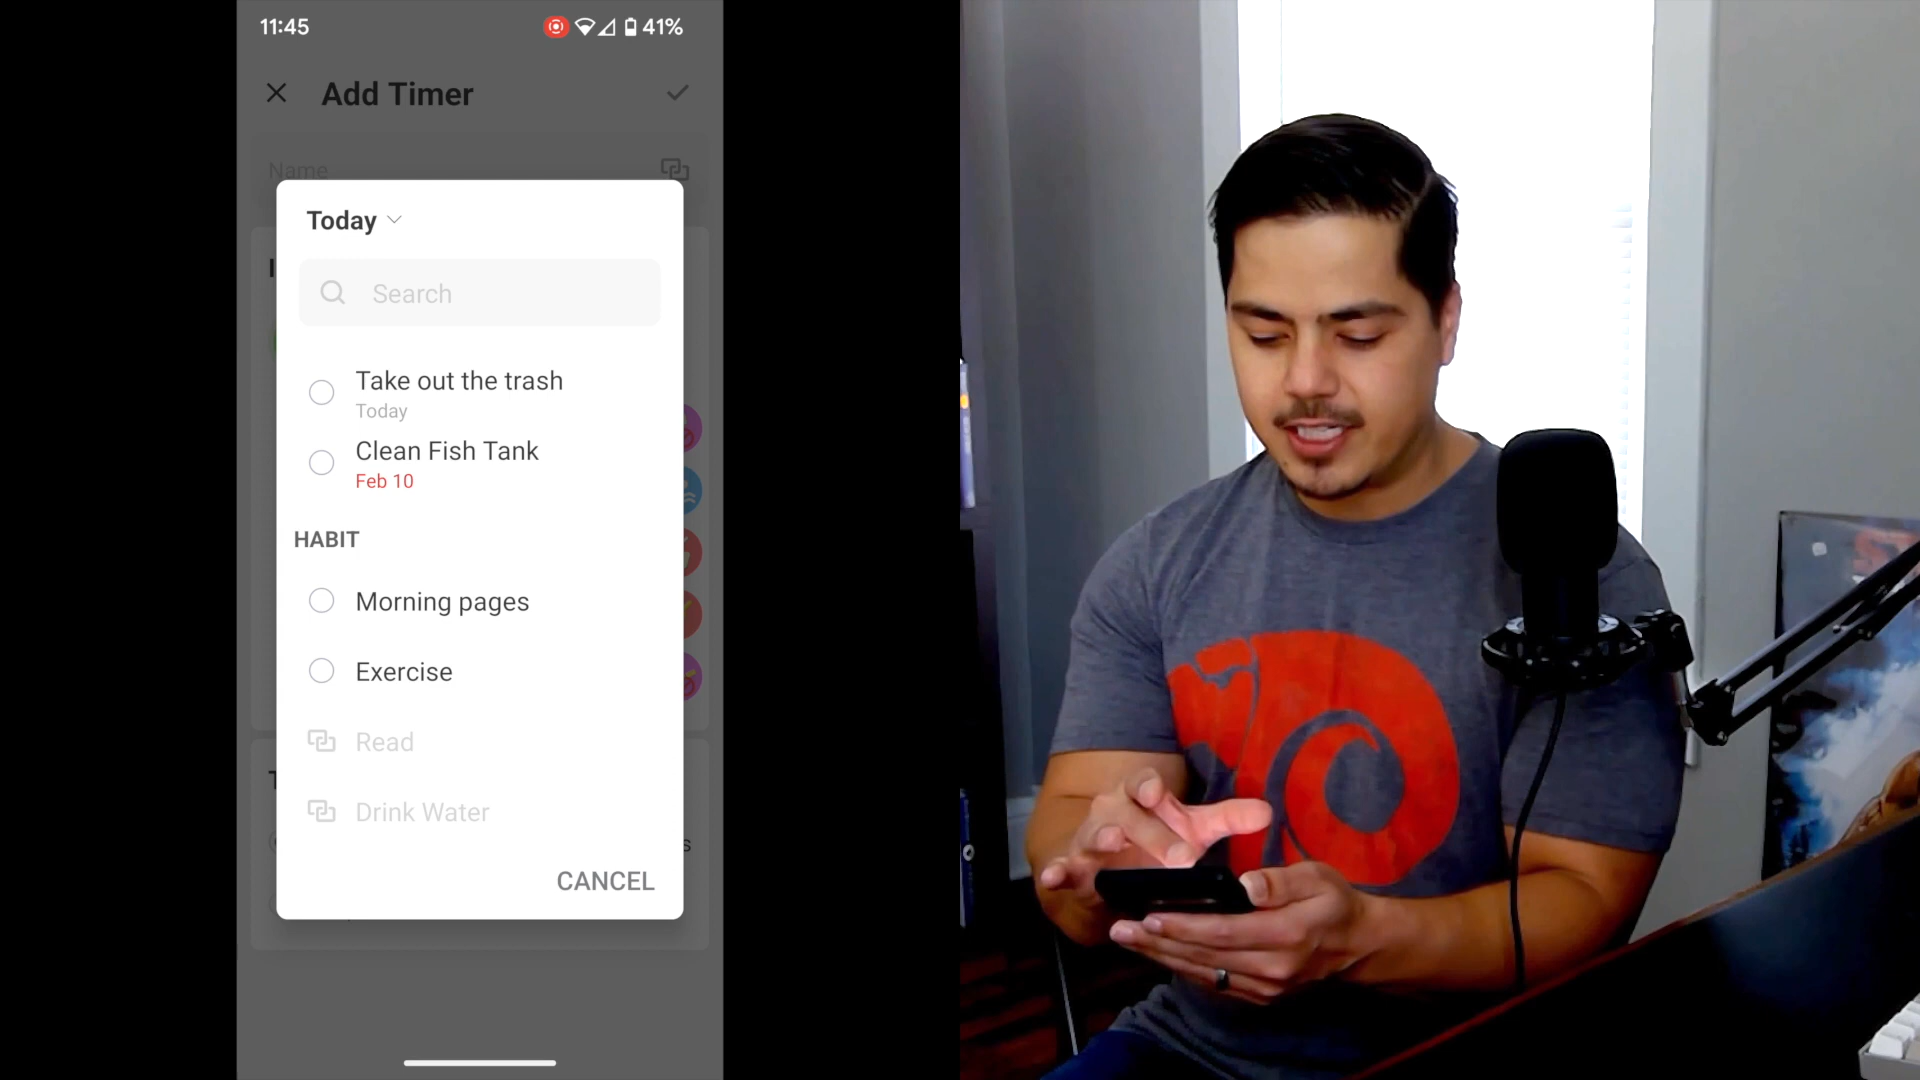 11:45
41%
Add Timer
Name
Today
Search
Take out the trash
Today
Clean Fish Tank
Feb 10
HABIT
Morning pages
Exercise
Read
Drink Water
s
CANCEL